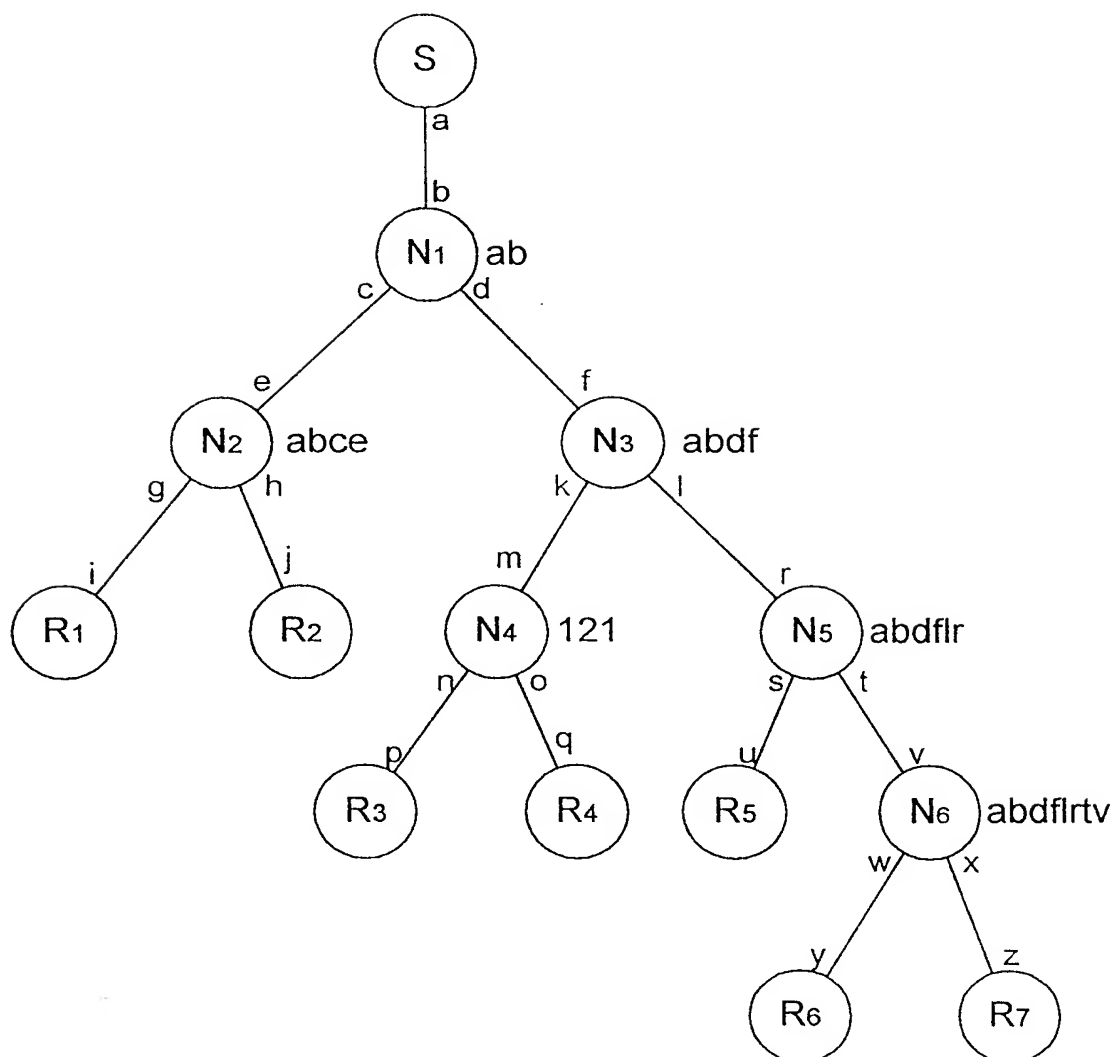 S
a
b
N1 ab
c d
e f
N2 abce N3 abdf
g h k l
i j m r
R1 R2 N4 121 N5 abdflr
n o s t
p q u v
R3 R4 R5 N6 abdflrtv
w x
y z
R6 R7